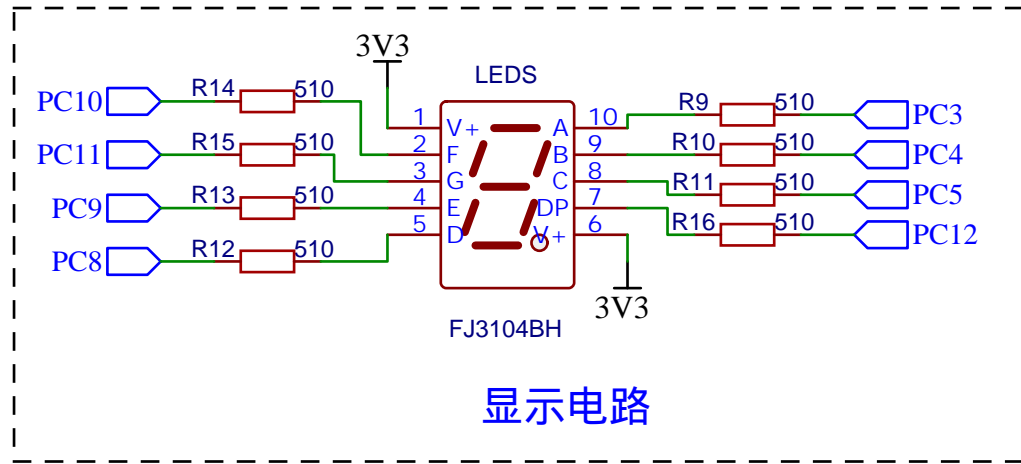 3V3
LEDS
PC10 R14 510 1 V+ A 10 R9 510 PC3
PC11 R15 510 2 F B 9 R10 510 PC4
3 G C 8 R11 510 PC5
PC9 R13 510 4 E DP 7 R16 510 PC12
PC8 R12 510 5 D V+ 6
3V3
FJ3104BH
显示电路